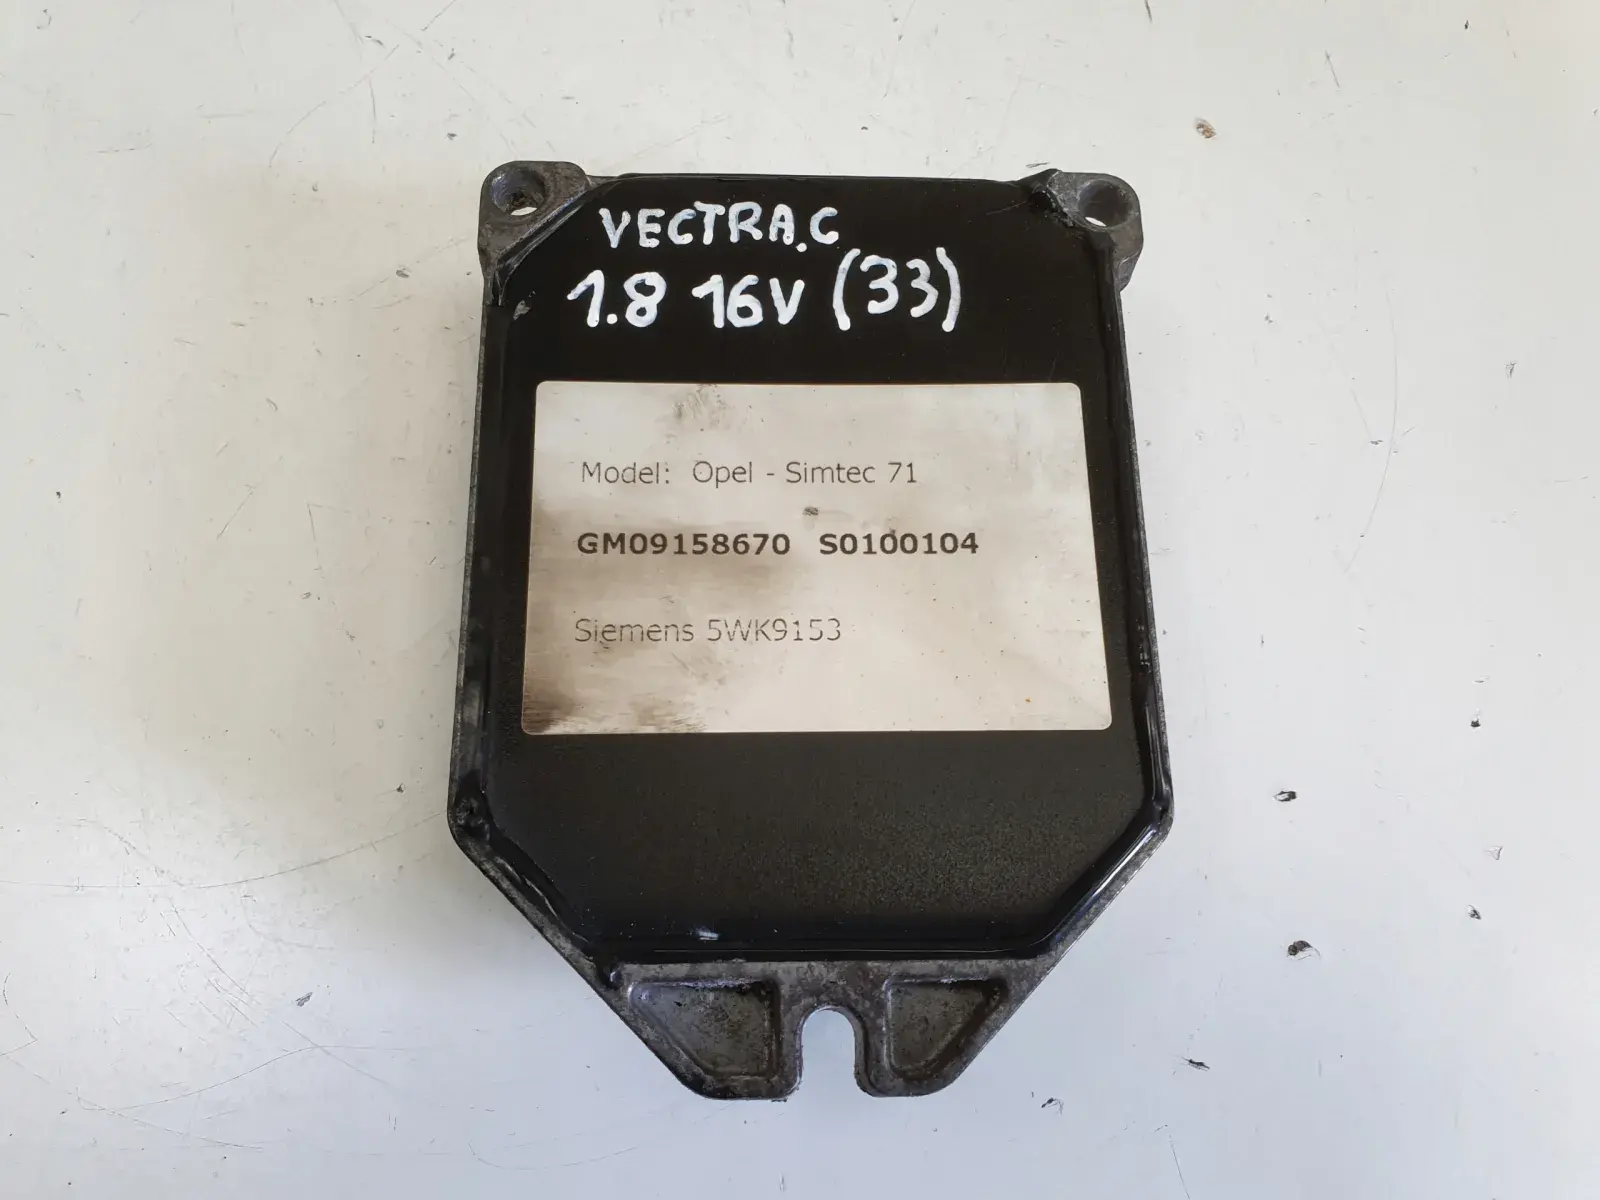 VECTRA.C
1.8 16V (33)
Model: Opel - Simtec 71
GM09158670 S0100104
Siemens 5WK9153